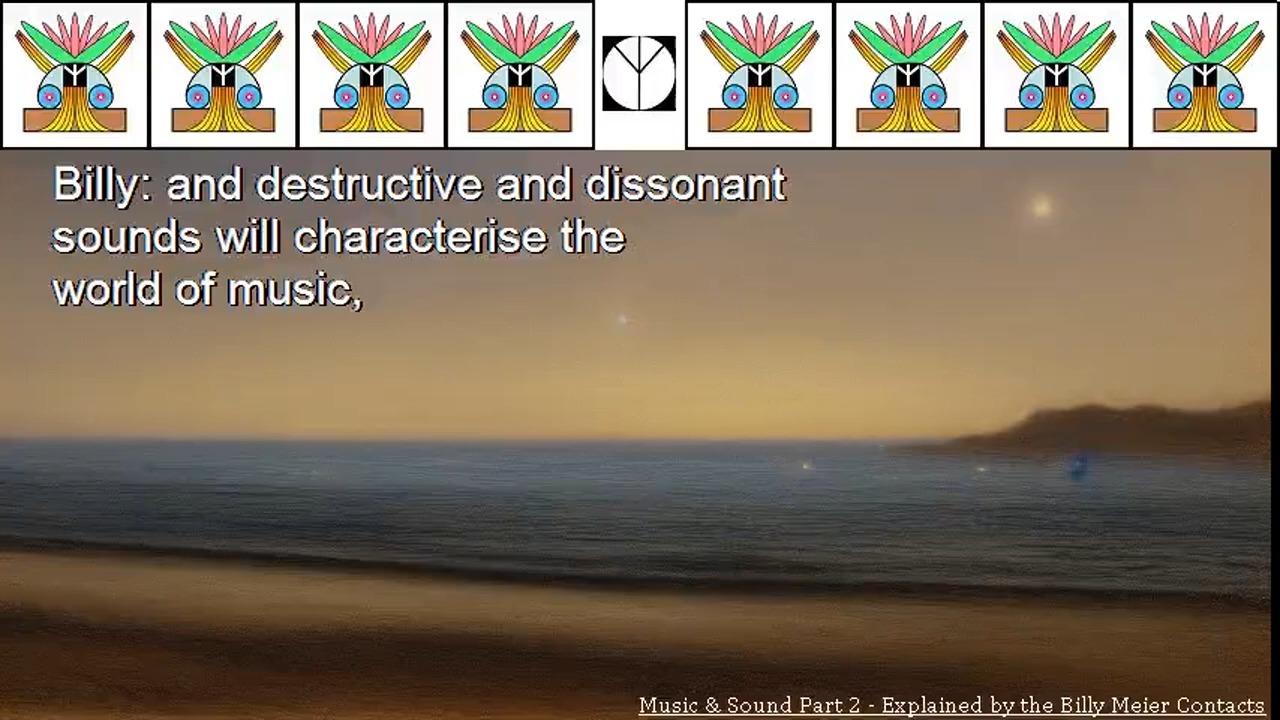 Billy: and destructive and dissonant
sounds will characterise the
world of music,
Music & Sound Part 2 - Explained by the Billy Meier Contacts